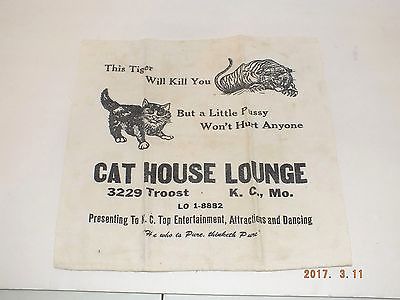 This Tiger
Will Kill You
But a Little Pussy
Won't Hurt Anyone
CAT HOUSE LOUNGE
3229 Troost K. C., Mo.
LO 1-8882
Presenting To K. C. Top Entertainment, Attractions and Dancing
"He who is Pure, thinketh Pure"
2017. 3.11